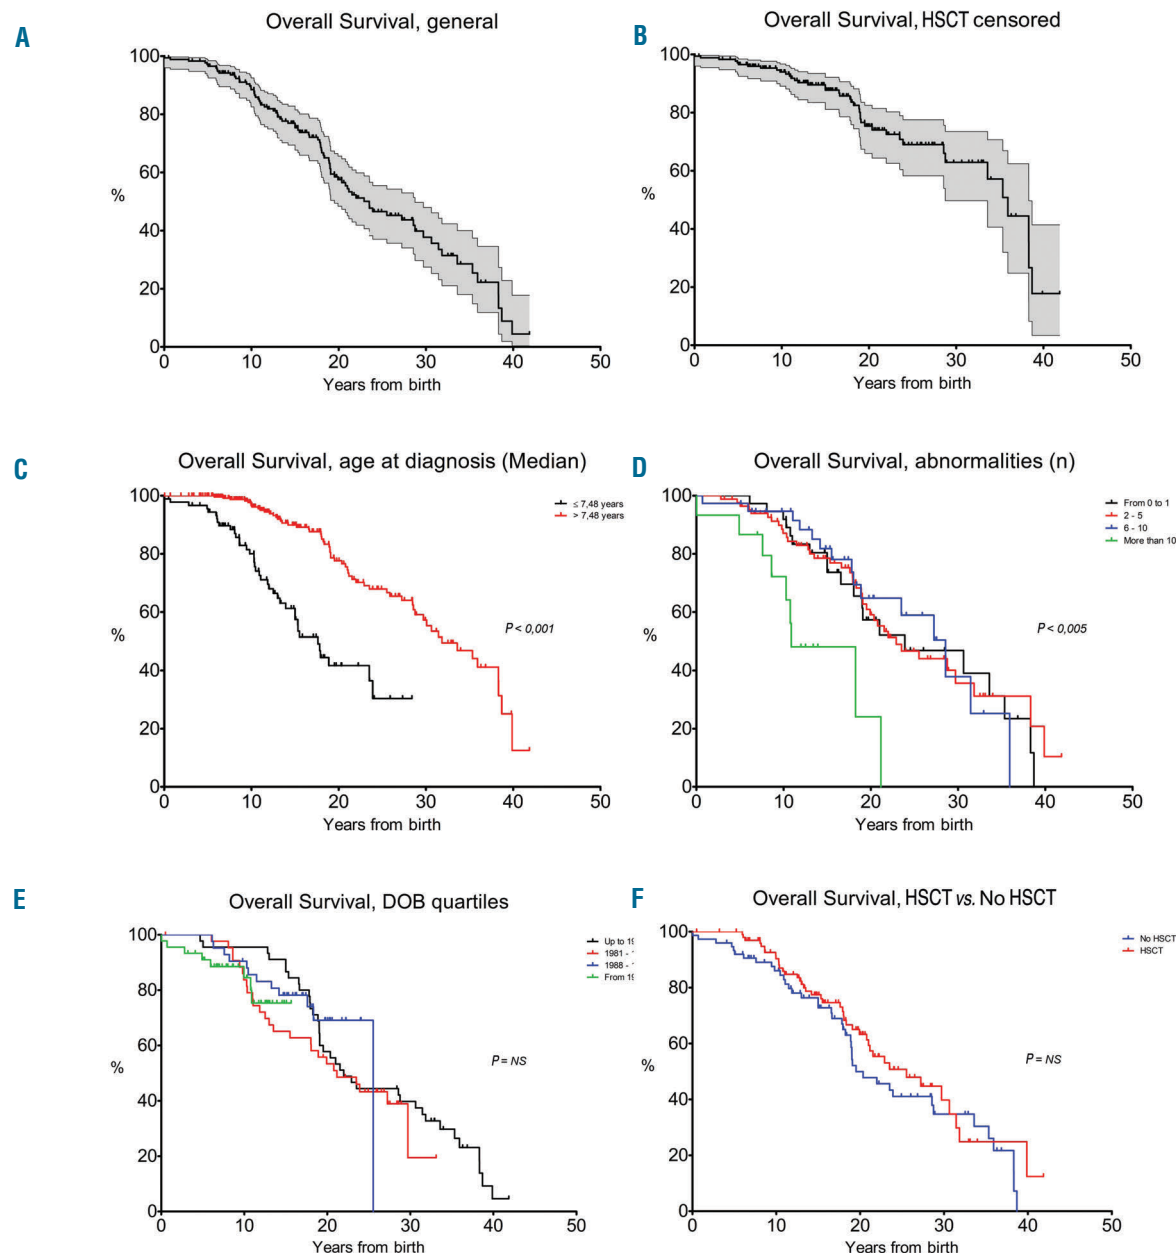 A
Overall Survival, general
100
80
60
%
40
20
0
0 10 20 30 40 50
Years from birth
B
Overall Survival, HSCT censored
100
80
60
%
40
20
0
0 10 20 30 40 50
Years from birth
C
Overall Survival, age at diagnosis (Median)
100
≤ 7,48 years
> 7,48 years
80
60
P < 0,001
%
40
20
0
0 10 20 30 40 50
Years from birth
D
Overall Survival, abnormalities (n)
100
From 0 to 1
2 - 5
6 - 10
More than 10
80
60
P < 0,005
%
40
20
0
0 10 20 30 40 50
Years from birth
E
Overall Survival, DOB quartiles
100
Up to 19
1981 -
1988 -
From 19
80
60
P = NS
%
40
20
0
0 10 20 30 40 50
Years from birth
F
Overall Survival, HSCT vs. No HSCT
100
No HSCT
HSCT
80
60
P = NS
%
40
20
0
0 10 20 30 40 50
Years from birth